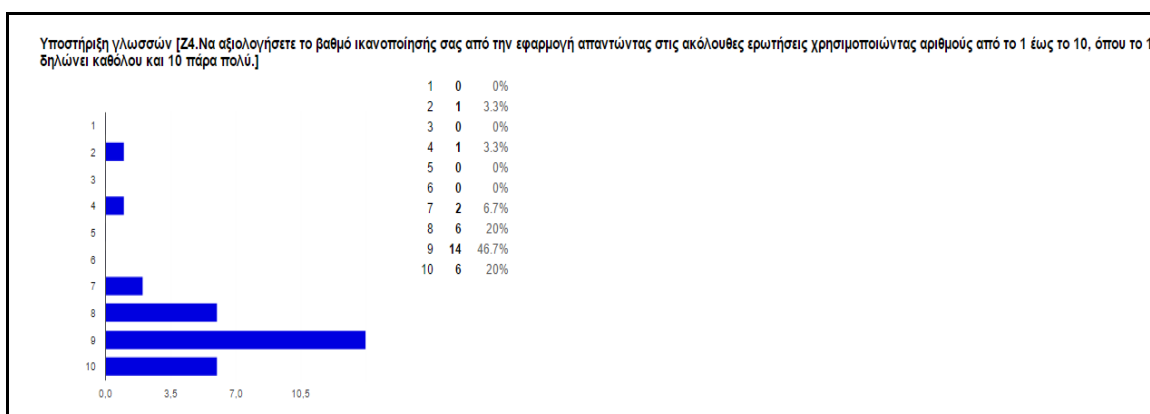 Υποστήριξη γλωσσών [Z4.Να αξιολογήσετε το βαθμό ικανοποίησής σας από την εφαρμογή απαντώντας στις ακόλουθες ερωτήσεις χρησιμοποιώντας αριθμούς από το 1 έως το 10, όπου το 1
δηλώνει καθόλου και 10 πάρα πολύ.]
1 0 0%
2 1 3.3%
3 0 0%
4 1 3.3%
5 0 0%
6 0 0%
7 2 6.7%
8 6 20%
9 14 46.7%
10 6 20%
1
2
3
4
5
6
7
8
9
10
0,0 3,5 7,0 10,5